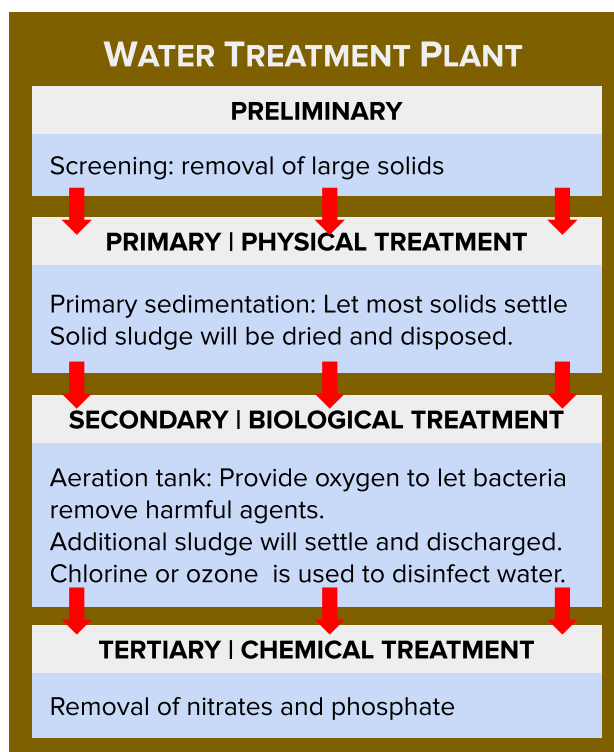 WATER TREATMENT PLANT
PRELIMINARY
Screening: removal of large solids
PRIMARY | PHYSICAL TREATMENT
Primary sedimentation: Let most solids settle
Solid sludge will be dried and disposed.
SECONDARY | BIOLOGICAL TREATMENT
Aeration tank: Provide oxygen to let bacteria
remove harmful agents.
Additional sludge will settle and discharged.
Chlorine or ozone  is used to disinfect water.
TERTIARY | CHEMICAL TREATMENT
Removal of nitrates and phosphate